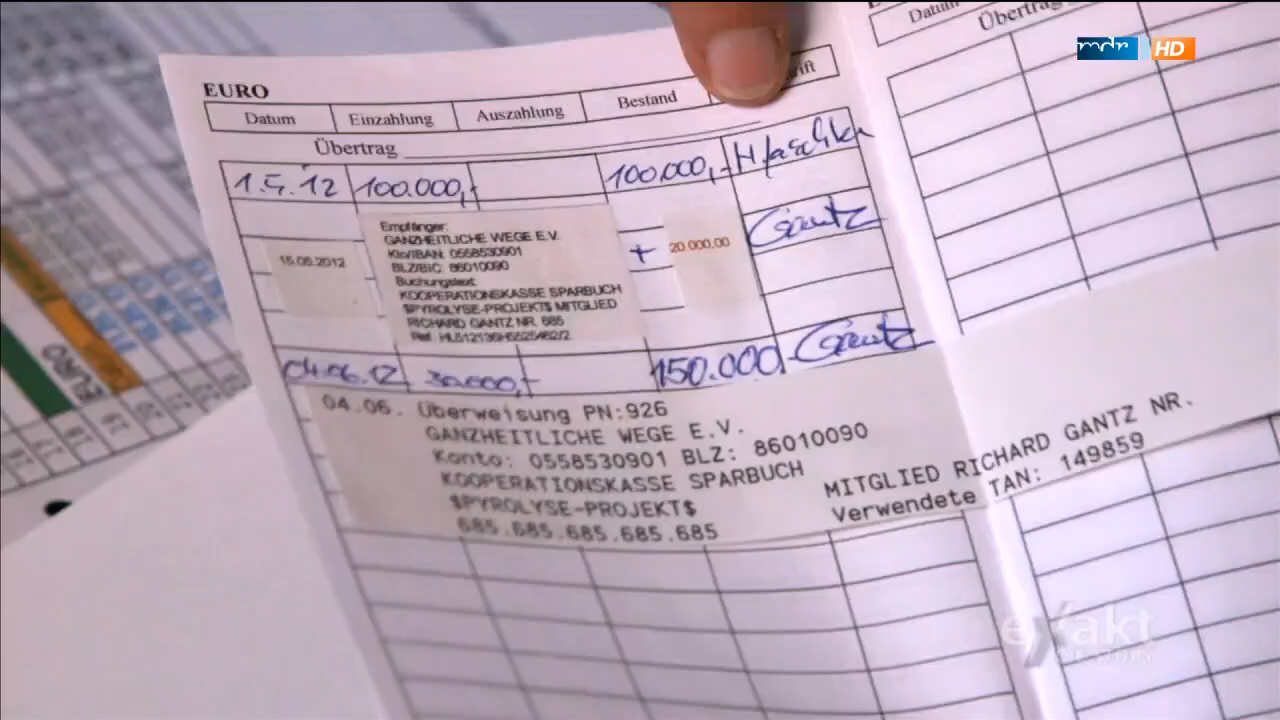 mdr HD
EURO
Datum Einzahlung Auszahlung Bestand
Übertrag
1.5.12 100.000,- 100.000,-
Gantz
Empfänger:
GANZHEITLICHE WEGE E.V.
Kto/IBAN: 0558530901
BLZ/BIC: 86010090
Buchungstext:
KOOPERATIONSKASSE SPARBUCH
$PYROLYSE-PROJEKT$ MITGLIED
RICHARD GANTZ NR. 685
15.05.2012
+ 20 000,00
04.06.12 30.000,- 150.000,- Gantz
04.06. Überweisung PN:926
GANZHEITLICHE WEGE E.V.
Konto: 0558530901 BLZ: 86010090
KOOPERATIONSKASSE SPARBUCH
$PYROLYSE-PROJEKT$
685.685.685.685.685
MITGLIED RICHARD GANTZ NR.
Verwendete TAN: 149859
Datum Übertrag
EURO
exakt